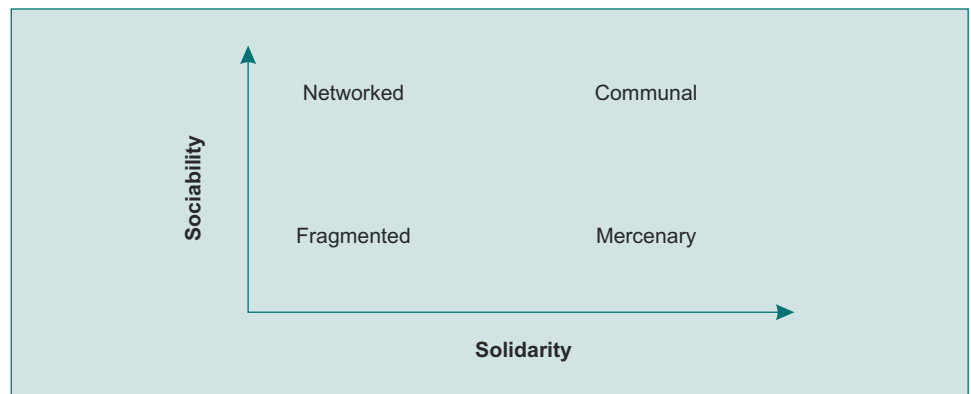 Networked Communal
Sociability
Fragmented Mercenary
Solidarity